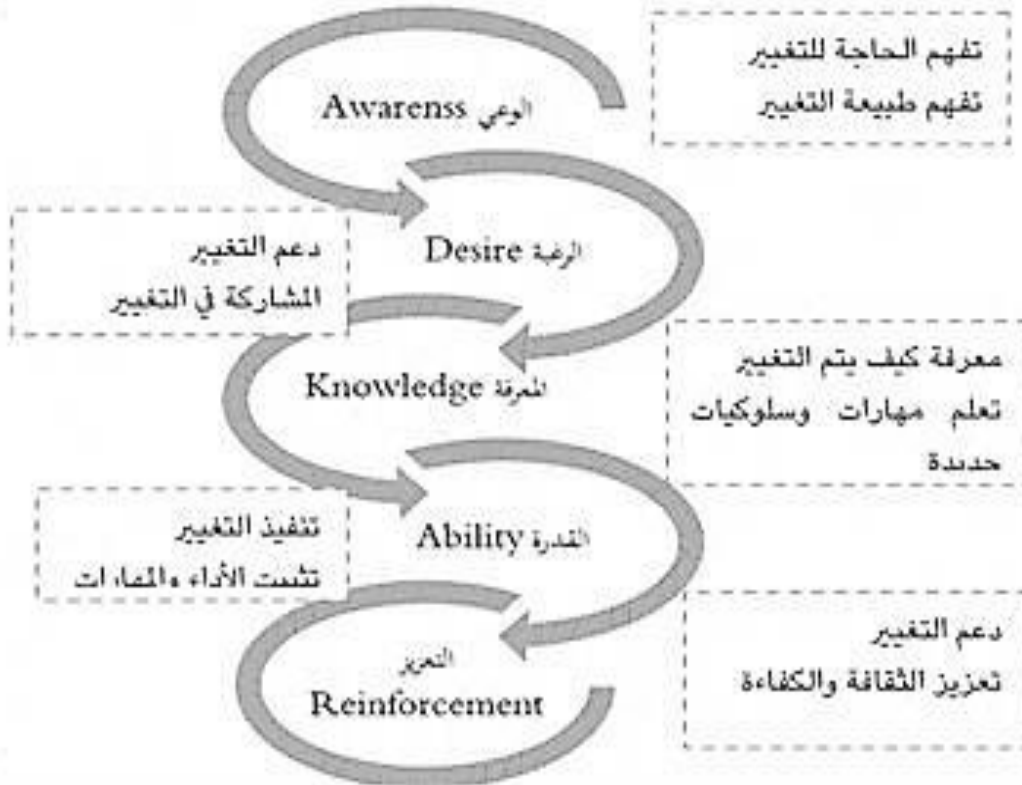 تفهم الحاجة للتغيير
تفهم طبيعة التغيير
الوعي Awarenss
الرغبة Desire
دعم التغيير
المشاركة في التغيير
المعرفة Knowledge
معرفة كيف يتم التغيير
تعلم مهارات وسلوكيات
جديدة
القدرة Ability
تنفيذ التغيير
تثبيت الأداء والمهارات
التعزيز
Reinforcement
دعم التغيير
تعزيز الثقافة والكفاءة